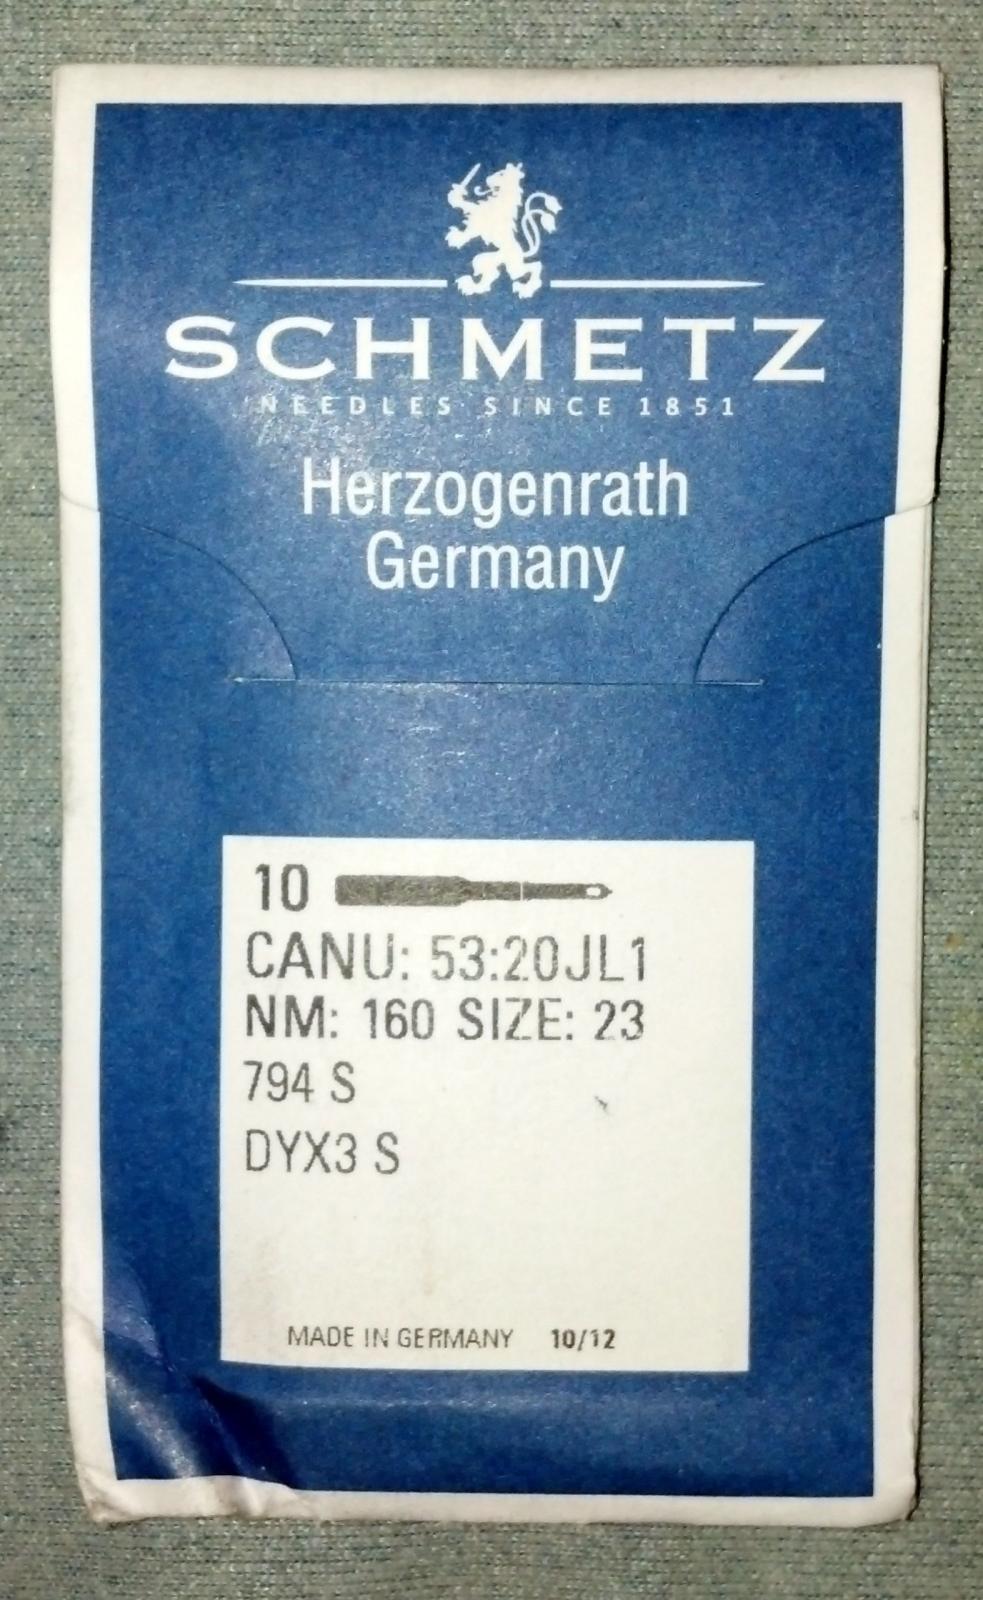 SCHMETZ
NEEDLES SINCE 1851
Herzogenrath
Germany
10
CANU: 53:20JL1
NM: 160 SIZE: 23
794 S
DYX3 S
MADE IN GERMANY 10/12